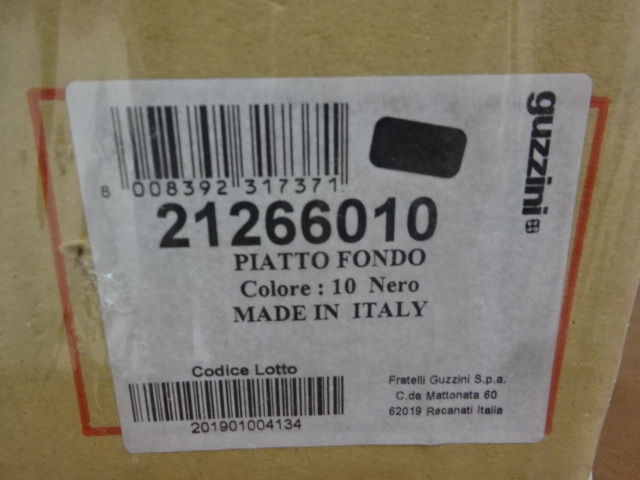 guzzini
8 008392 317371
21266010
PIATTO FONDO
Colore : 10 Nero
MADE IN ITALY
Codice Lotto
201901004134
Fratelli Guzzini S.p.a.
C.da Mattonata 60
62019 Recanati Italia